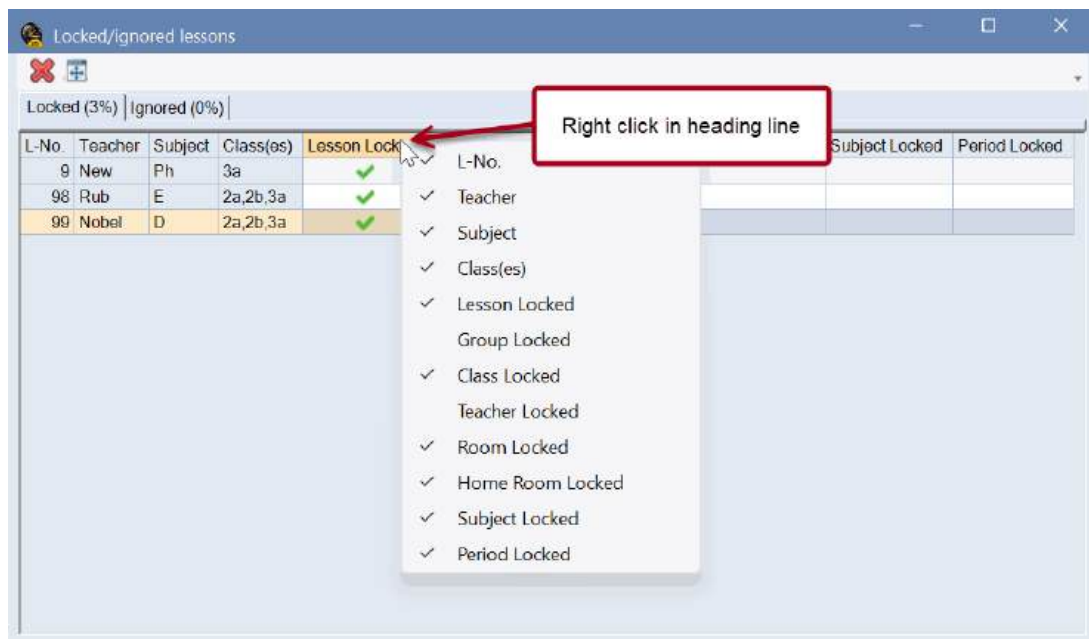 Locked/ignored lessons
Locked (3%) Ignored (0%)
Right click in heading line
L-No. Teacher Subject Class(es) Lesson Lock Subject Locked Period Locked
9 New Ph 3a
98 Rub E 2a,2b,3a
99 Nobel D 2a,2b,3a
L-No.
Teacher
Subject
Class(es)
Lesson Locked
Group Locked
Class Locked
Teacher Locked
Room Locked
Home Room Locked
Subject Locked
Period Locked